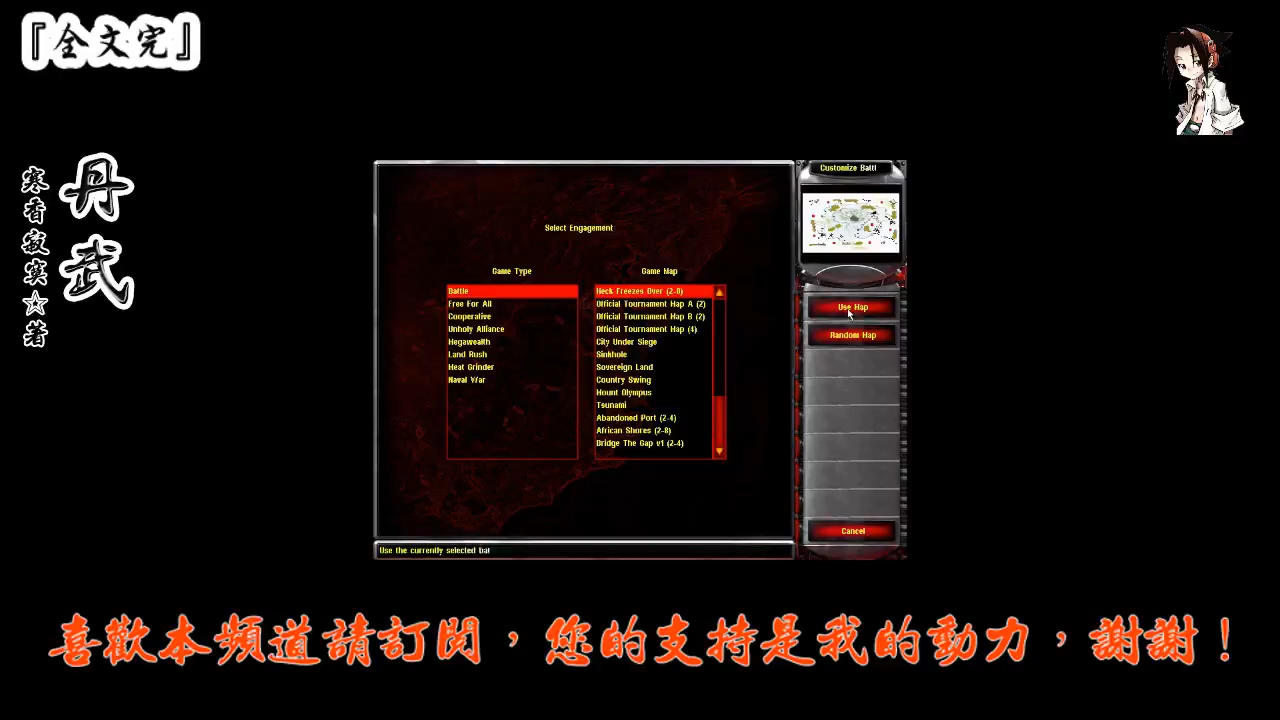 『全文完』
丹武
寒香寂寞☆著
Customize Battl
Select Engagement
Game Type
Game Map
Battle
Free For All
Cooperative
Unholy Alliance
Megawealth
Land Rush
Meat Grinder
Naval War
Heck Freezes Over (2-8)
Official Tournament Map A (2)
Official Tournament Map B (2)
Official Tournament Map (4)
City Under Siege
Sinkhole
Sovereign Land
Country Swing
Mount Olympus
Tsunami
Abandoned Port (2-4)
African Shores (2-8)
Bridge The Gap v1 (2-4)
Use Map
Random Map
Cancel
Use the currently selected bat
喜歡本頻道請訂閱，您的支持是我的動力，謝謝！